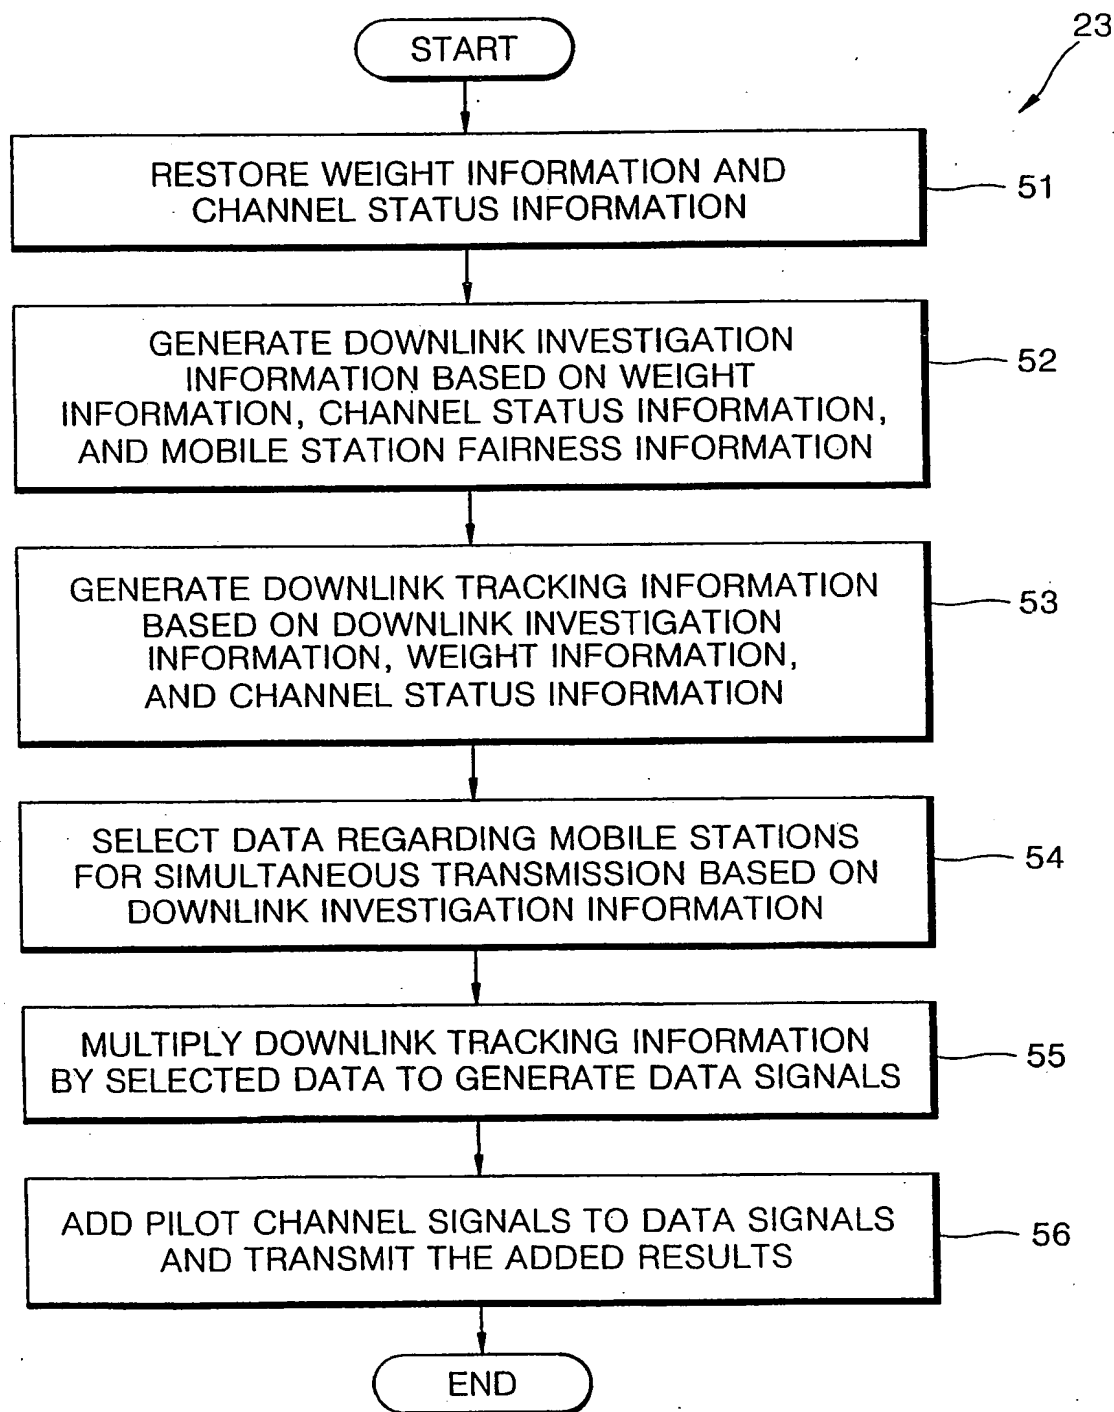 START
23
RESTORE WEIGHT INFORMATION AND
CHANNEL STATUS INFORMATION
51
GENERATE DOWNLINK INVESTIGATION
INFORMATION BASED ON WEIGHT
INFORMATION, CHANNEL STATUS INFORMATION,
AND MOBILE STATION FAIRNESS INFORMATION
52
GENERATE DOWNLINK TRACKING INFORMATION
BASED ON DOWNLINK INVESTIGATION
INFORMATION, WEIGHT INFORMATION,
AND CHANNEL STATUS INFORMATION
53
SELECT DATA REGARDING MOBILE STATIONS
FOR SIMULTANEOUS TRANSMISSION BASED ON
DOWNLINK INVESTIGATION INFORMATION
54
MULTIPLY DOWNLINK TRACKING INFORMATION
BY SELECTED DATA TO GENERATE DATA SIGNALS
55
ADD PILOT CHANNEL SIGNALS TO DATA SIGNALS
AND TRANSMIT THE ADDED RESULTS
56
END